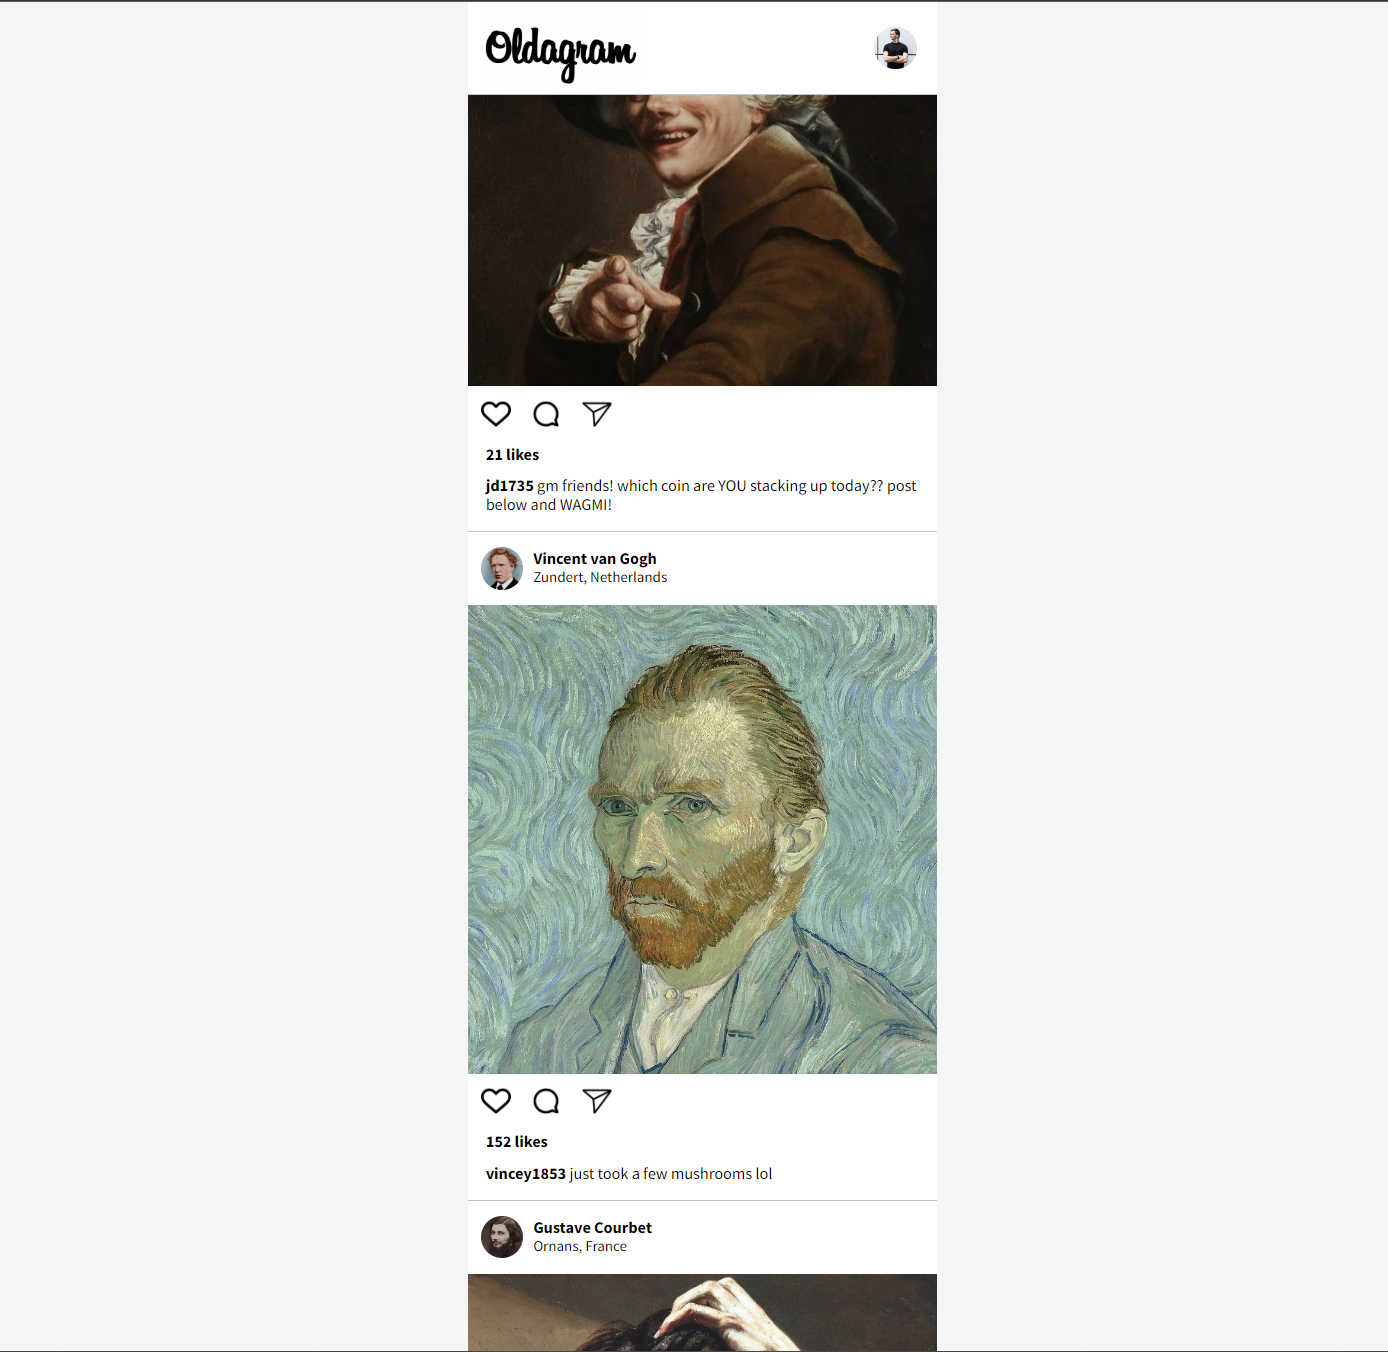 Oldagram
21 likes
jd1735 gm friends! which coin are YOU stacking up today?? post
below and WAGMI!
Vincent van Gogh
Zundert, Netherlands
152 likes
vincey1853 just took a few mushrooms lol
Gustave Courbet
Ornans, France